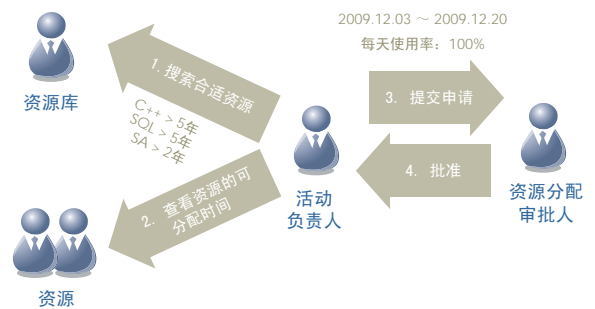 2009.12.03 ～ 2009.12.20
每天使用率：100%
1. 搜索合适资源
资源库
C++ > 5年
SQL > 5年
SA > 2年
3. 提交申请
4. 批准
2. 查看资源的可
分配时间
活动
负责人
资源分配
审批人
资源